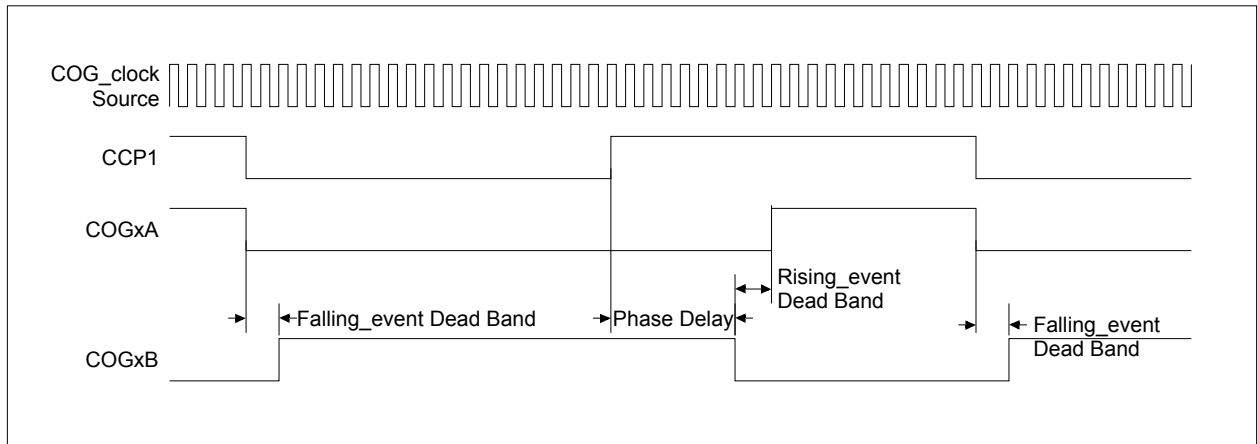 COG_clock
Source
CCP1
COGxA
Rising_event
Dead Band
Falling_event Dead Band
Phase Delay
Falling_event
Dead Band
COGxB